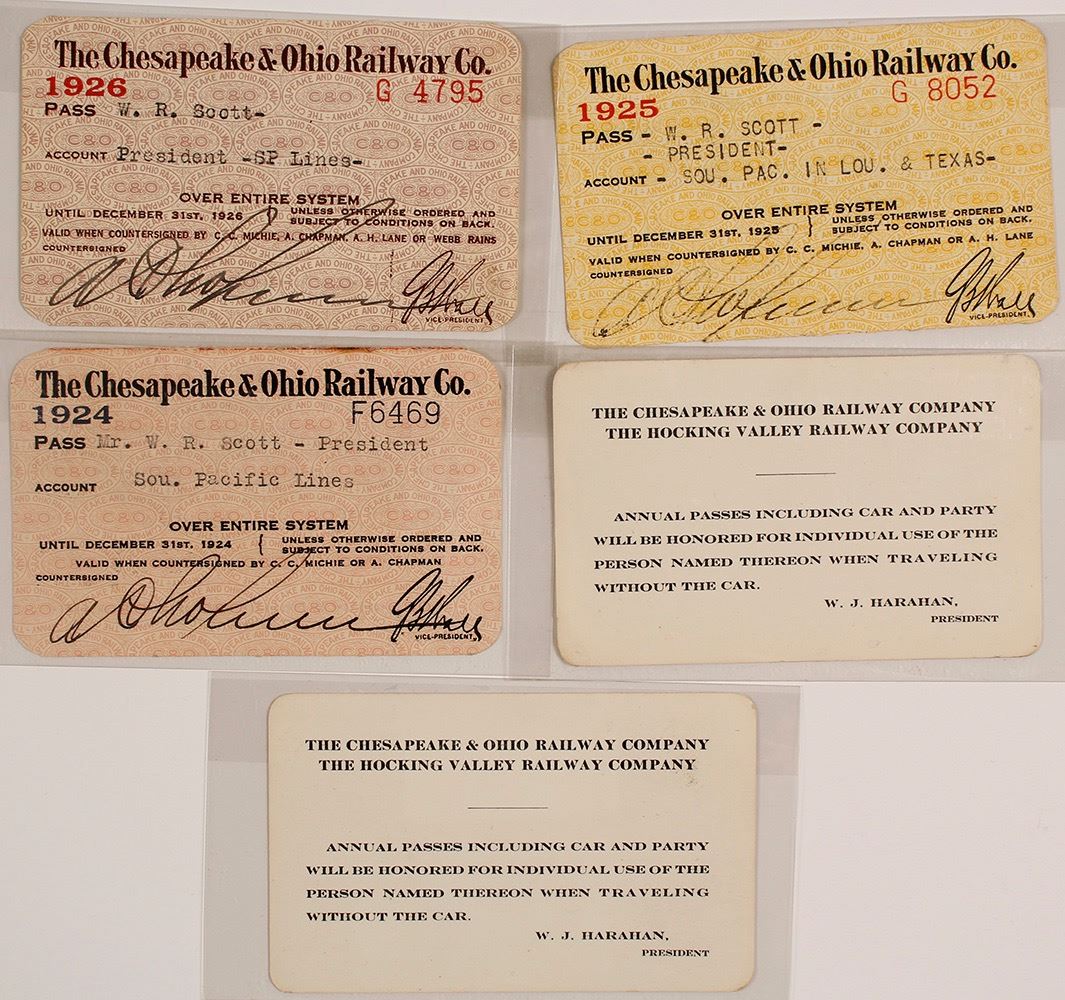 The Chesapeake & Ohio Railway Co.
1926 G 4795
PASS W. R. Scott-
ACCOUNT President -SP Lines-
OVER ENTIRE SYSTEM
UNTIL DECEMBER 31ST, 1926 { UNLESS OTHERWISE ORDERED AND
SUBJECT TO CONDITIONS ON BACK.
VALID WHEN COUNTERSIGNED BY C. C. MICHIE, A. CHAPMAN, A. H. LANE OR WEBB RAINS
COUNTERSIGNED
VICE-PRESIDENT.
The Chesapeake & Ohio Railway Co.
1925 G 8052
PASS - W. R. SCOTT -
- PRESIDENT-
ACCOUNT - SOU. PAC. IN LOU. & TEXAS-
OVER ENTIRE SYSTEM
UNTIL DECEMBER 31ST, 1925 } UNLESS OTHERWISE ORDERED AND
SUBJECT TO CONDITIONS ON BACK.
VALID WHEN COUNTERSIGNED BY C. C. MICHIE, A. CHAPMAN OR A. H. LANE
COUNTERSIGNED
VICE-PRESIDENT.
The Chesapeake & Ohio Railway Co.
1924 F6469
PASS Mr. W. R. Scott - President
ACCOUNT Sou. Pacific Lines
OVER ENTIRE SYSTEM
UNTIL DECEMBER 31ST, 1924 { UNLESS OTHERWISE ORDERED AND
SUBJECT TO CONDITIONS ON BACK.
VALID WHEN COUNTERSIGNED BY C. C. MICHIE OR A. CHAPMAN
COUNTERSIGNED
VICE-PRESIDENT.
THE CHESAPEAKE & OHIO RAILWAY COMPANY
THE HOCKING VALLEY RAILWAY COMPANY
ANNUAL PASSES INCLUDING CAR AND PARTY
WILL BE HONORED FOR INDIVIDUAL USE OF THE
PERSON NAMED THEREON WHEN TRAVELING
WITHOUT THE CAR.
W. J. HARAHAN,
PRESIDENT
THE CHESAPEAKE & OHIO RAILWAY COMPANY
THE HOCKING VALLEY RAILWAY COMPANY
ANNUAL PASSES INCLUDING CAR AND PARTY
WILL BE HONORED FOR INDIVIDUAL USE OF THE
PERSON NAMED THEREON WHEN TRAVELING
WITHOUT THE CAR.
W. J. HARAHAN,
PRESIDENT